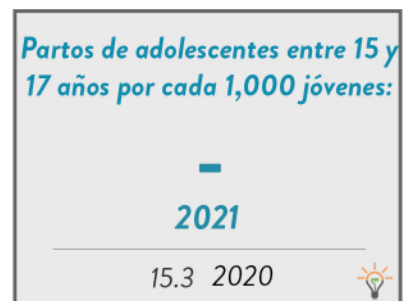 Partos de adolescentes entre 15 y
17 años por cada 1,000 jóvenes:
-
2021
15.3 2020